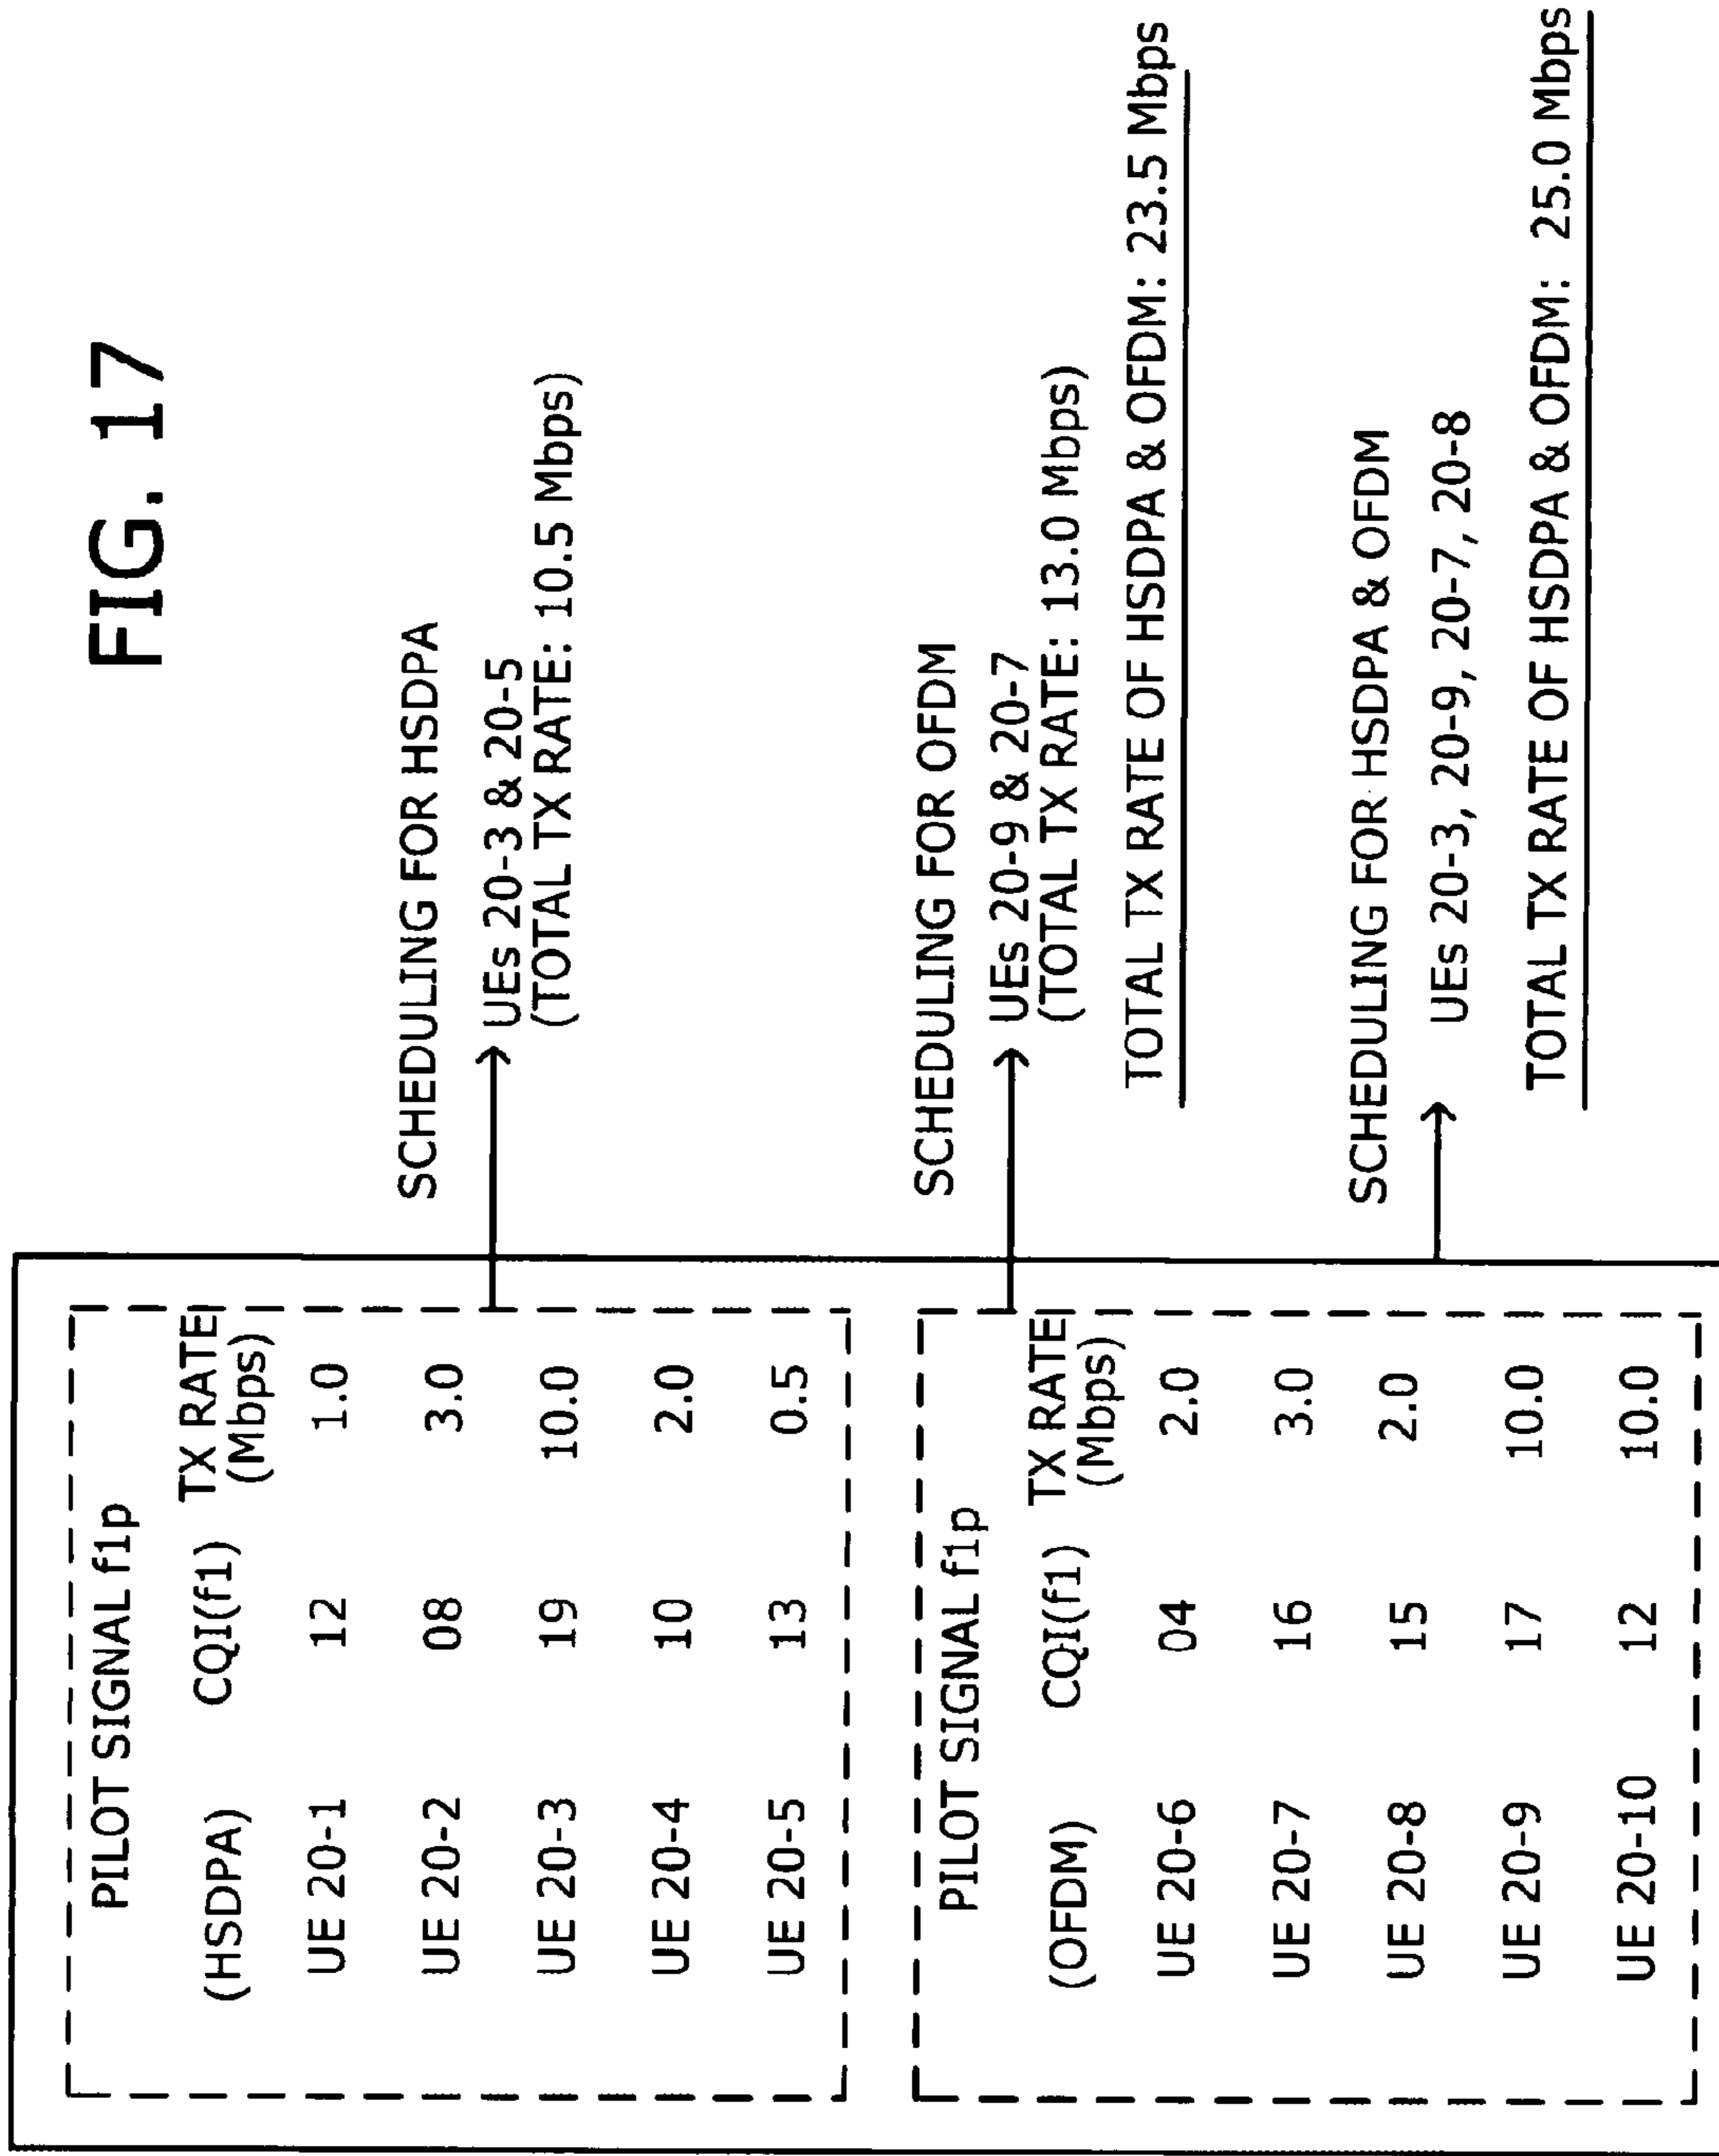 FIG. 17
PILOT SIGNAL f1p
(HSDPA) CQI(f1) TX RATE
(Mbps)
UE 20-1 12 1.0
UE 20-2 08 3.0
UE 20-3 19 10.0
UE 20-4 10 2.0
UE 20-5 13 0.5
SCHEDULING FOR HSDPA
UEs 20-3 & 20-5
(TOTAL TX RATE: 10.5 Mbps)
PILOT SIGNAL f1p
(OFDM) CQI(f1) TX RATE
(Mbps)
UE 20-6 04 2.0
UE 20-7 16 3.0
UE 20-8 15 2.0
UE 20-9 17 10.0
UE 20-10 12 10.0
SCHEDULING FOR OFDM
UEs 20-9 & 20-7
(TOTAL TX RATE: 13.0 Mbps)
TOTAL TX RATE OF HSDPA & OFDM: 23.5 Mbps
SCHEDULING FOR HSDPA & OFDM
UEs 20-3, 20-9, 20-7, 20-8
TOTAL TX RATE OF HSDPA & OFDM: 25.0 Mbps